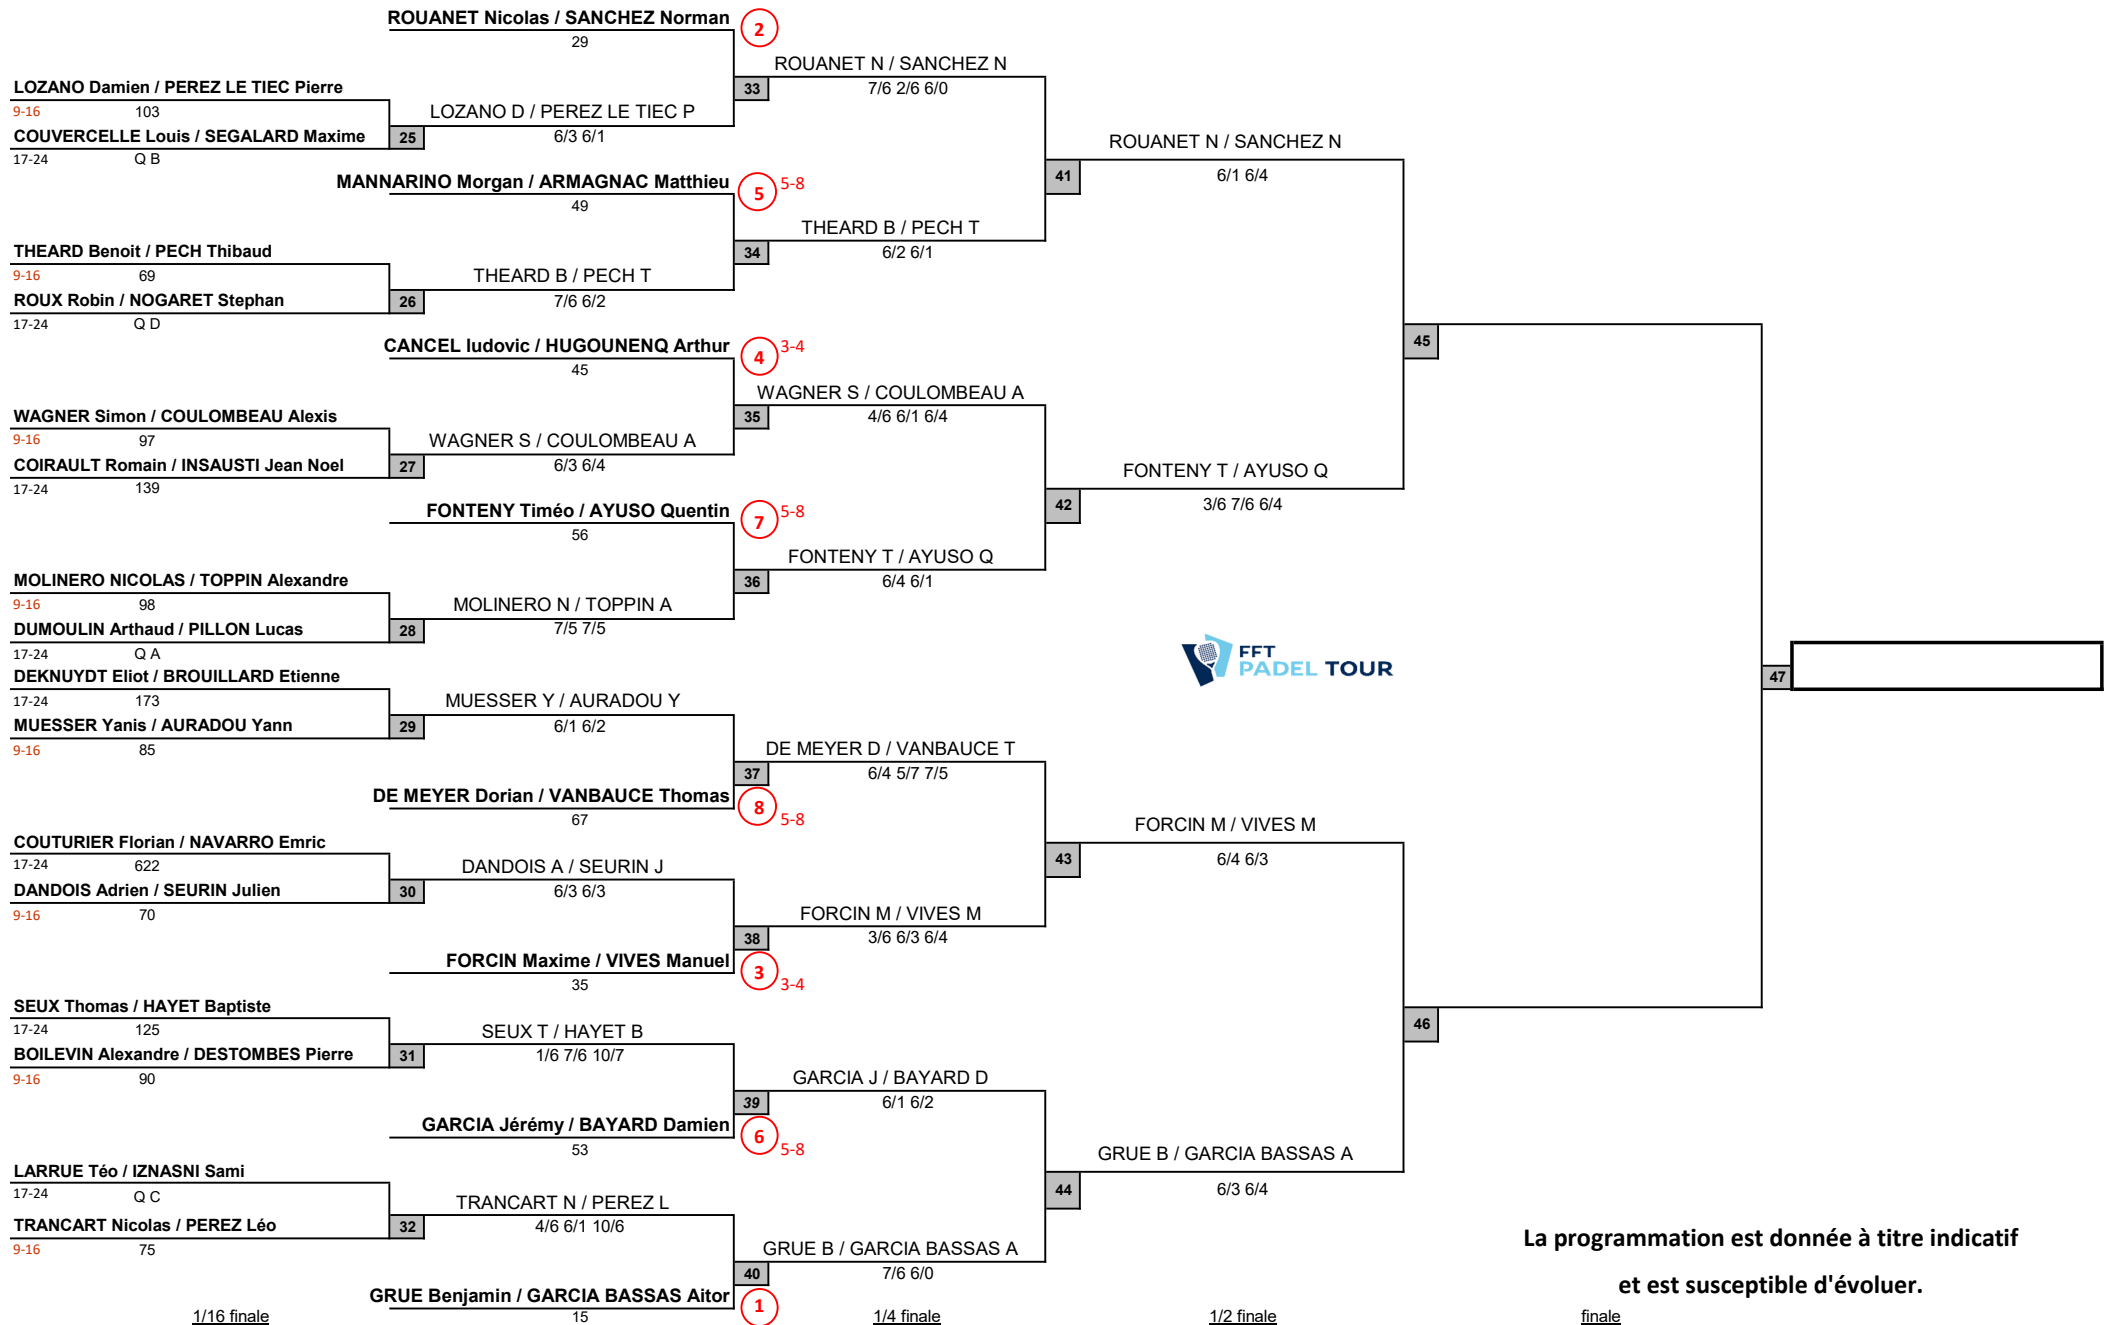 ROUANET Nicolas / SANCHEZ Norman
2
29
ROUANET N / SANCHEZ N
LOZANO Damien / PEREZ LE TIEC Pierre
33
7/6 2/6 6/0
9-16
103
LOZANO D / PEREZ LE TIEC P
COUVERCELLE Louis / SEGALARD Maxime
25
6/3 6/1
ROUANET N / SANCHEZ N
17-24
Q B
MANNARINO Morgan / ARMAGNAC Matthieu
5
5-8
41
6/1 6/4
49
THEARD B / PECH T
THEARD Benoit / PECH Thibaud
34
6/2 6/1
9-16
69
THEARD B / PECH T
ROUX Robin / NOGARET Stephan
26
7/6 6/2
17-24
Q D
CANCEL ludovic / HUGOUNENQ Arthur
4
3-4
45
45
WAGNER S / COULOMBEAU A
WAGNER Simon / COULOMBEAU Alexis
35
4/6 6/1 6/4
9-16
97
WAGNER S / COULOMBEAU A
COIRAULT Romain / INSAUSTI Jean Noel
27
6/3 6/4
FONTENY T / AYUSO Q
17-24
139
FONTENY Timéo / AYUSO Quentin
7
5-8
42
3/6 7/6 6/4
56
FONTENY T / AYUSO Q
MOLINERO NICOLAS / TOPPIN Alexandre
36
6/4 6/1
9-16
98
MOLINERO N / TOPPIN A
DUMOULIN Arthaud / PILLON Lucas
28
7/5 7/5
17-24
Q A
FFT
PADEL TOUR
DEKNUYDT Eliot / BROUILLARD Etienne
47
17-24
173
MUESSER Y / AURADOU Y
MUESSER Yanis / AURADOU Yann
29
6/1 6/2
9-16
85
DE MEYER D / VANBAUCE T
37
6/4 5/7 7/5
DE MEYER Dorian / VANBAUCE Thomas
8
5-8
67
FORCIN M / VIVES M
COUTURIER Florian / NAVARRO Emric
17-24
622
DANDOIS A / SEURIN J
43
6/4 6/3
DANDOIS Adrien / SEURIN Julien
30
6/3 6/3
9-16
70
FORCIN M / VIVES M
38
3/6 6/3 6/4
FORCIN Maxime / VIVES Manuel
3
3-4
35
SEUX Thomas / HAYET Baptiste
17-24
125
SEUX T / HAYET B
46
BOILEVIN Alexandre / DESTOMBES Pierre
31
1/6 7/6 10/7
9-16
90
GARCIA J / BAYARD D
39
6/1 6/2
GARCIA Jérémy / BAYARD Damien
6
5-8
53
GRUE B / GARCIA BASSAS A
LARRUE Téo / IZNASNI Sami
17-24
Q C
TRANCART N / PEREZ L
44
6/3 6/4
TRANCART Nicolas / PEREZ Léo
32
4/6 6/1 10/6
9-16
75
GRUE B / GARCIA BASSAS A
40
7/6 6/0
La programmation est donnée à titre indicatif
et est susceptible d'évoluer.
GRUE Benjamin / GARCIA BASSAS Aitor
1
15
1/16 finale
1/4 finale
1/2 finale
finale